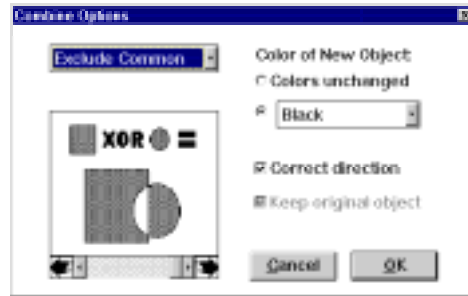 Combine Options
Exclude Common
Color of New Object:
Colors unchanged
Black
XOR =
Correct direction
Keep original object
Cancel
OK